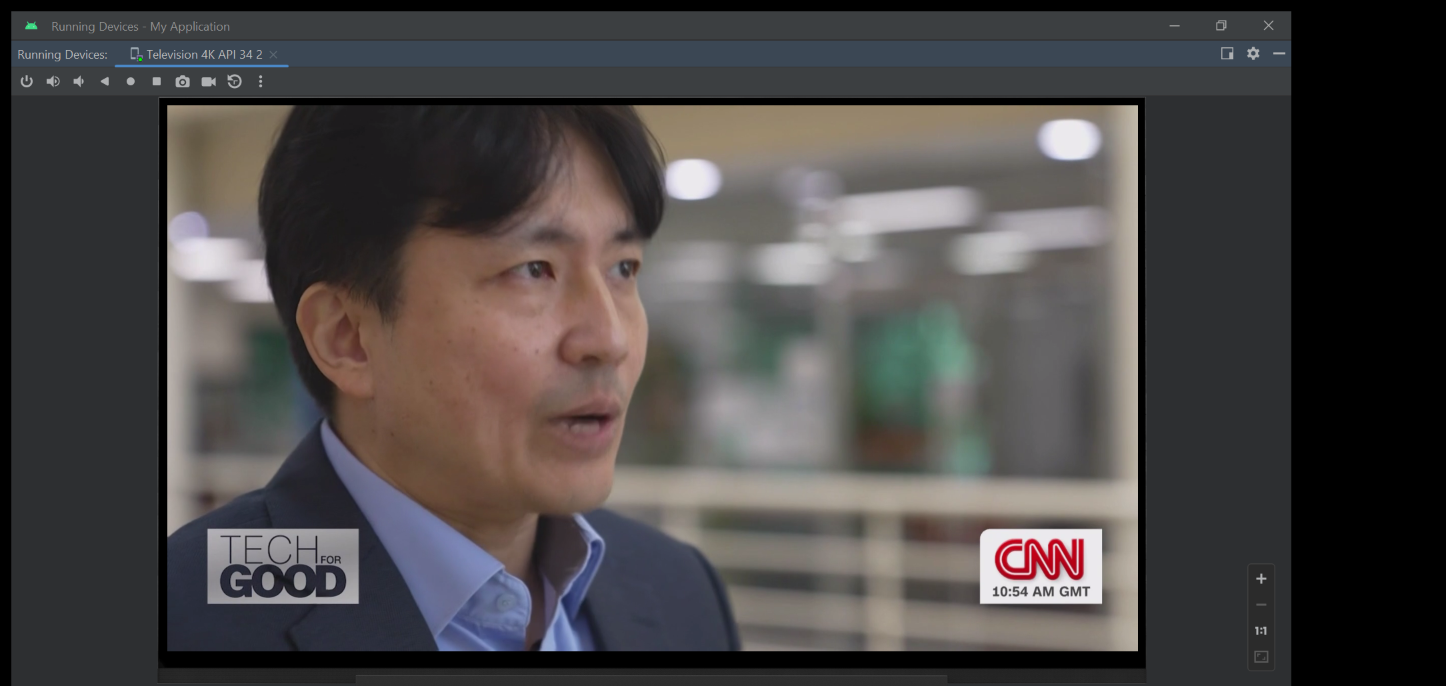 Running Devices - My Application
Running Devices:
Television 4K API 34 2
TECH FOR
GOOD
CNN
10:54 AM GMT
1:1